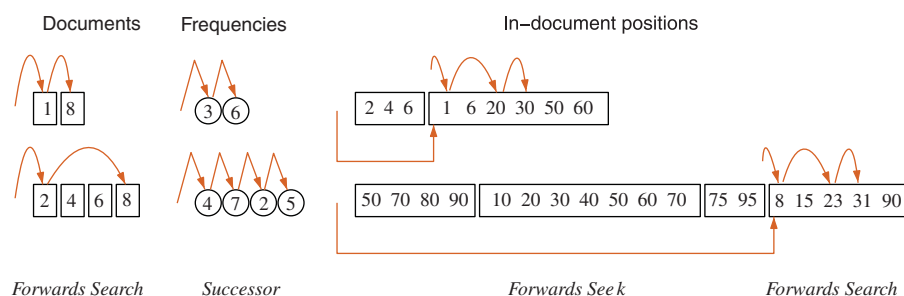 Documents Frequencies In–document positions
1 8 3 6 2 4 6 1 6 20 30 50 60
2 4 6 8 4 7 2 5 50 70 80 90 10 20 30 40 50 60 70 75 95 8 15 23 31 90
Forwards Search Successor Forwards Seek Forwards Search